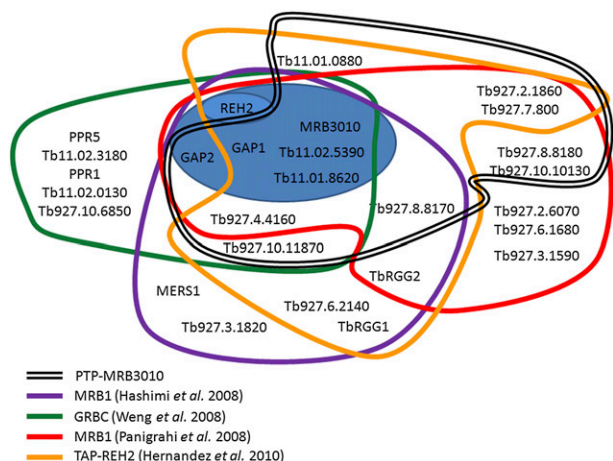 Tb11.01.0880
Tb927.2.1860
Tb927.7.800
REH2
MRB3010
PPR5
Tb11.02.3180
PPR1
Tb11.02.0130
Tb927.10.6850
GAP2
GAP1
Tb11.02.5390
Tb11.01.8620
Tb927.8.8180
Tb927.10.10130
Tb927.4.4160
Tb927.8.8170
Tb927.2.6070
Tb927.6.1680
Tb927.10.11870
Tb927.3.1590
TbRGG2
MERS1
Tb927.6.2140
Tb927.3.1820
TbRGG1
PTP-MRB3010
MRB1 (Hashimi et al. 2008)
GRBC (Weng et al. 2008)
MRB1 (Panigrahi et al. 2008)
TAP-REH2 (Hernandez et al. 2010)